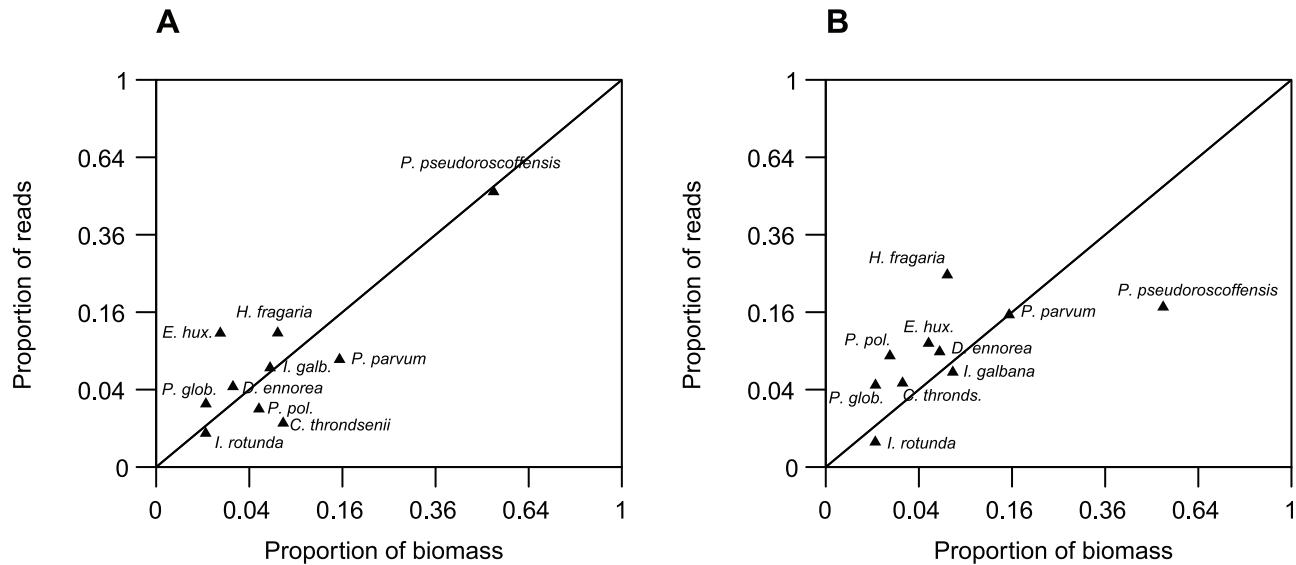 A
1
0.64
0.36
0.16
0.04
0
Proportion of reads
P. pseudoroscoffensis
H. fragaria
E. hux.
P. parvum
I. galb.
D. ennorea
P. glob.
P. pol.
C. throndsenii
I. rotunda
0 0.04 0.16 0.36 0.64 1
Proportion of biomass
B
1
0.64
0.36
0.16
0.04
0
Proportion of reads
H. fragaria
P. pseudoroscoffensis
P. parvum
E. hux.
P. pol.
D. ennorea
I. galbana
P. glob.
C. thronds.
I. rotunda
0 0.04 0.16 0.36 0.64 1
Proportion of biomass